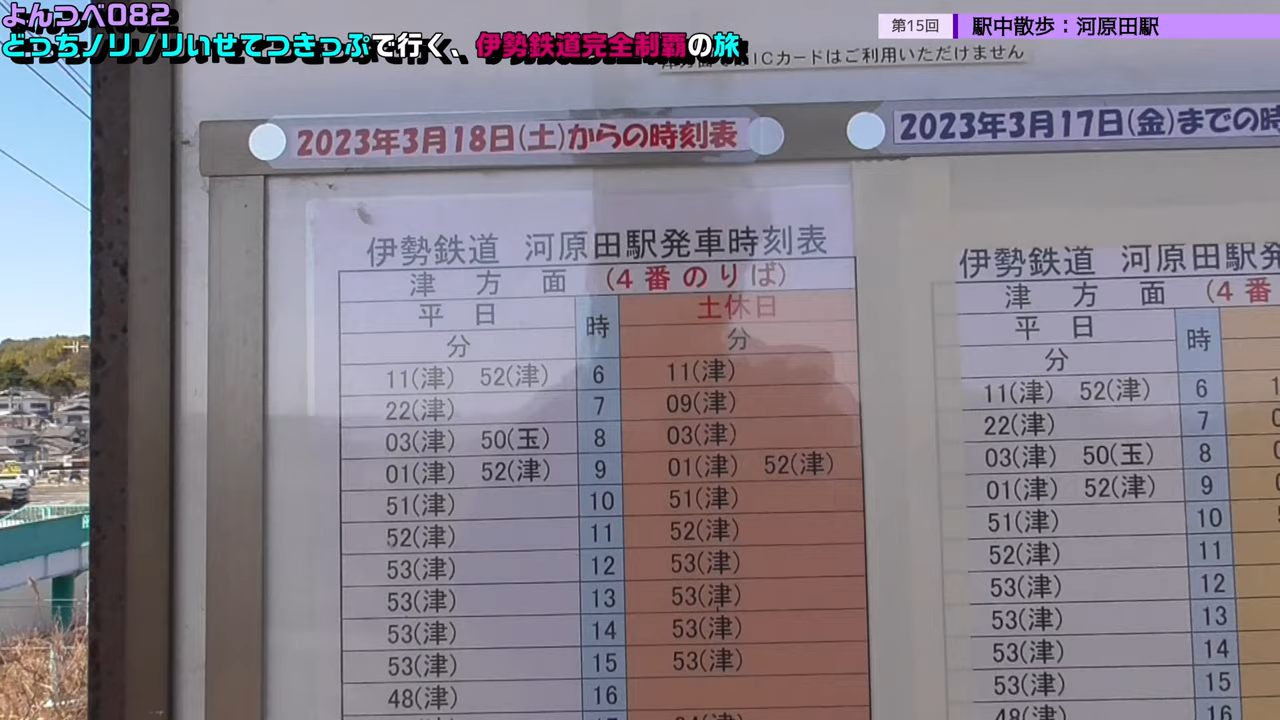 よんつべ082
どっちノリノリいせてつきっぷで行く、伊勢鉄道完全制覇の旅
第15回 駅中散歩：河原田駅
ICカードはご利用いただけません
2023年3月18日(土)からの時刻表
伊勢鉄道 河原田駅発車時刻表
津方面 (4番のりば)
平日 時 土休日
分 分
11(津) 52(津) 6 11(津)
22(津) 7 09(津)
03(津) 50(玉) 8 03(津)
01(津) 52(津) 9 01(津) 52(津)
51(津) 10 51(津)
52(津) 11 52(津)
53(津) 12 53(津)
53(津) 13 53(津)
53(津) 14 53(津)
53(津) 15 53(津)
48(津) 16
2023年3月17日(金)までの時
伊勢鉄道 河原田駅発
津方面 (4番
平日 時
分
11(津) 52(津) 6
22(津) 7
03(津) 50(玉) 8
01(津) 52(津) 9
51(津) 10
52(津) 11
53(津) 12
53(津) 13
53(津) 14
53(津) 15
48(津) 16